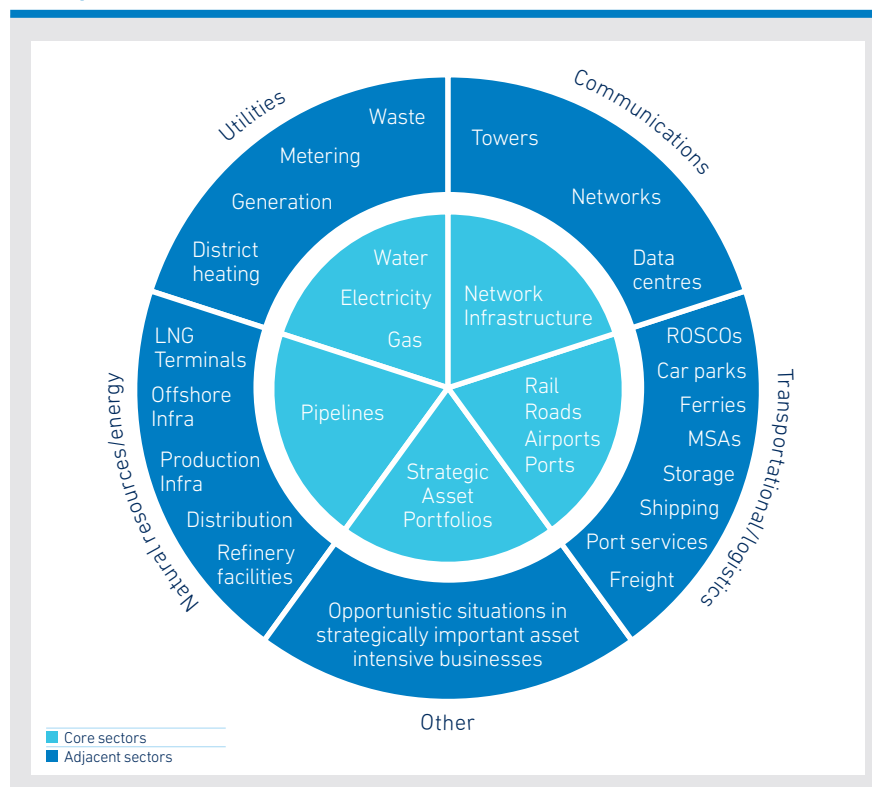 Utilities
Waste
Metering
Generation
District
heating
Water
Electricity
Gas
Communications
Towers
Networks
Data
centres
Network
Infrastructure
Transportational/logistics
ROSCOs
Car parks
Ferries
MSAs
Storage
Shipping
Port services
Freight
Rail
Roads
Airports
Ports
Natural resources/energy
LNG
Terminals
Offshore
Infra
Production
Infra
Distribution
Refinery
facilities
Pipelines
Strategic
Asset
Portfolios
Opportunistic situations in
strategically important asset
intensive businesses
Other
Core sectors
Adjacent sectors